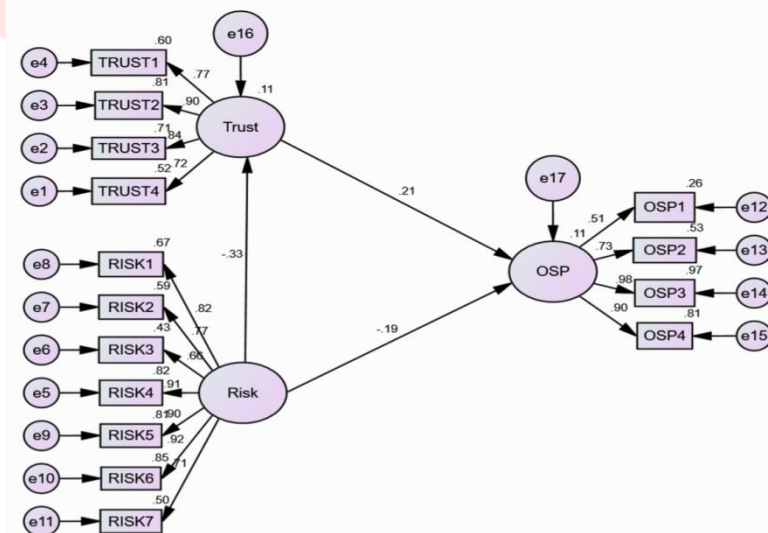 e16
.60
e4
TRUST1
.77
.81
.11
e3
TRUST2
.90
Trust
.71
e2
TRUST3
.84
.52
.72
e1
TRUST4
.21
e17
.26
.51
OSP1
e12
.11
.53
.73
OSP2
e13
OSP
.97
.98
OSP3
e14
.90
.81
OSP4
e15
-.33
-.19
.67
e8
RISK1
.82
.59
e7
RISK2
.77
.43
e6
RISK3
.66
.82
e5
RISK4
.91
Risk
.81
.90
e9
RISK5
.92
.85
.71
e10
RISK6
.50
e11
RISK7